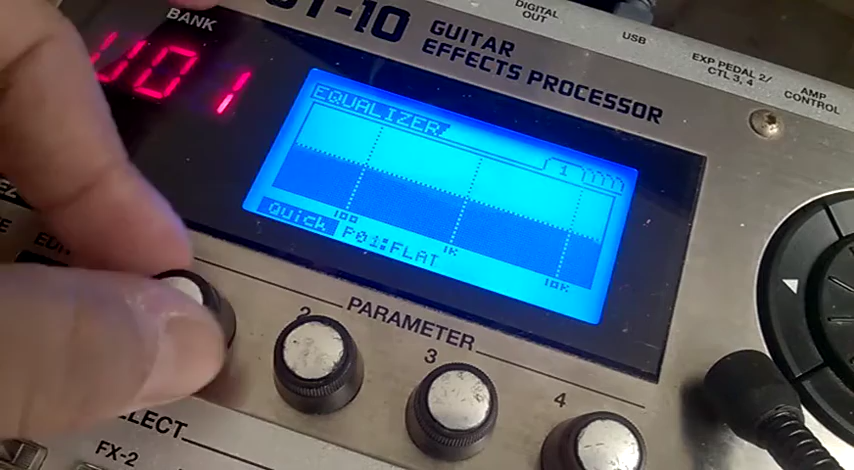 BANK
U01 1
GT-10 GUITAR
EFFECTS PROCESSOR
DIGITAL
OUT
USB
EXP PEDAL 2/
CTL 3, 4
AMP
CONTROL
EQUALIZER
1
100
1K
10K
Quick P01:FLAT
2
PARAMETER
3
4
FX-2